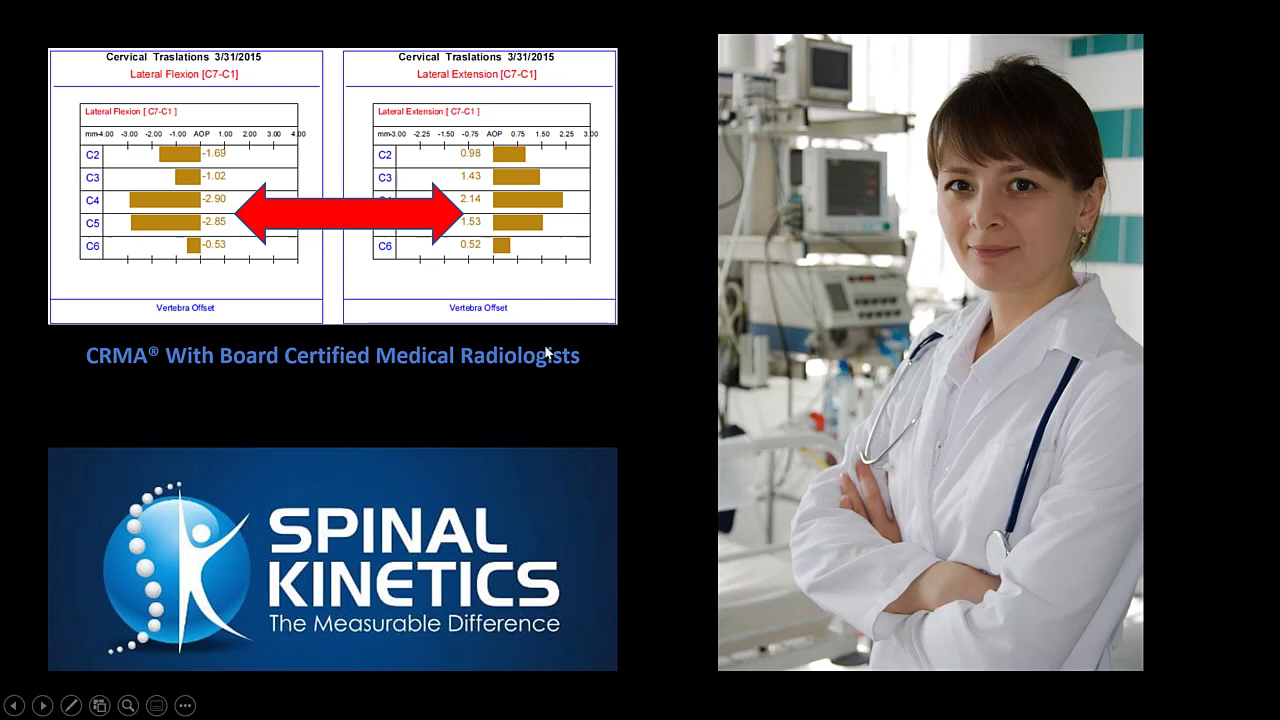 Cervical Traslations 3/31/2015
Lateral Flexion [C7-C1]
Lateral Flexion [ C7-C1 ]
mm-4.00 -3.00 -2.00 -1.00 AOP 1.00 2.00 3.00 4.00
C2 -1.69
C3 -1.02
C4 -2.90
C5 -2.85
C6 -0.53
Vertebra Offset
Cervical Traslations 3/31/2015
Lateral Extension [C7-C1]
Lateral Extension [ C7-C1 ]
mm-3.00 -2.25 -1.50 -0.75 AOP 0.75 1.50 2.25 3.00
C2 0.98
C3 1.43
2.14
1.53
C6 0.52
Vertebra Offset
CRMA® With Board Certified Medical Radiologists
SPINAL
KINETICS
The Measurable Difference